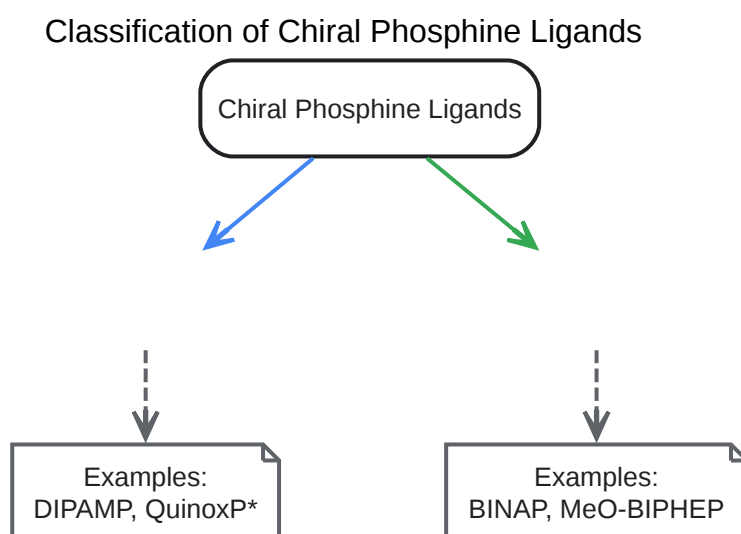 Classification of Chiral Phosphine Ligands
Chiral Phosphine Ligands
Examples:
DIPAMP, QuinoxP*
Examples:
BINAP, MeO-BIPHEP